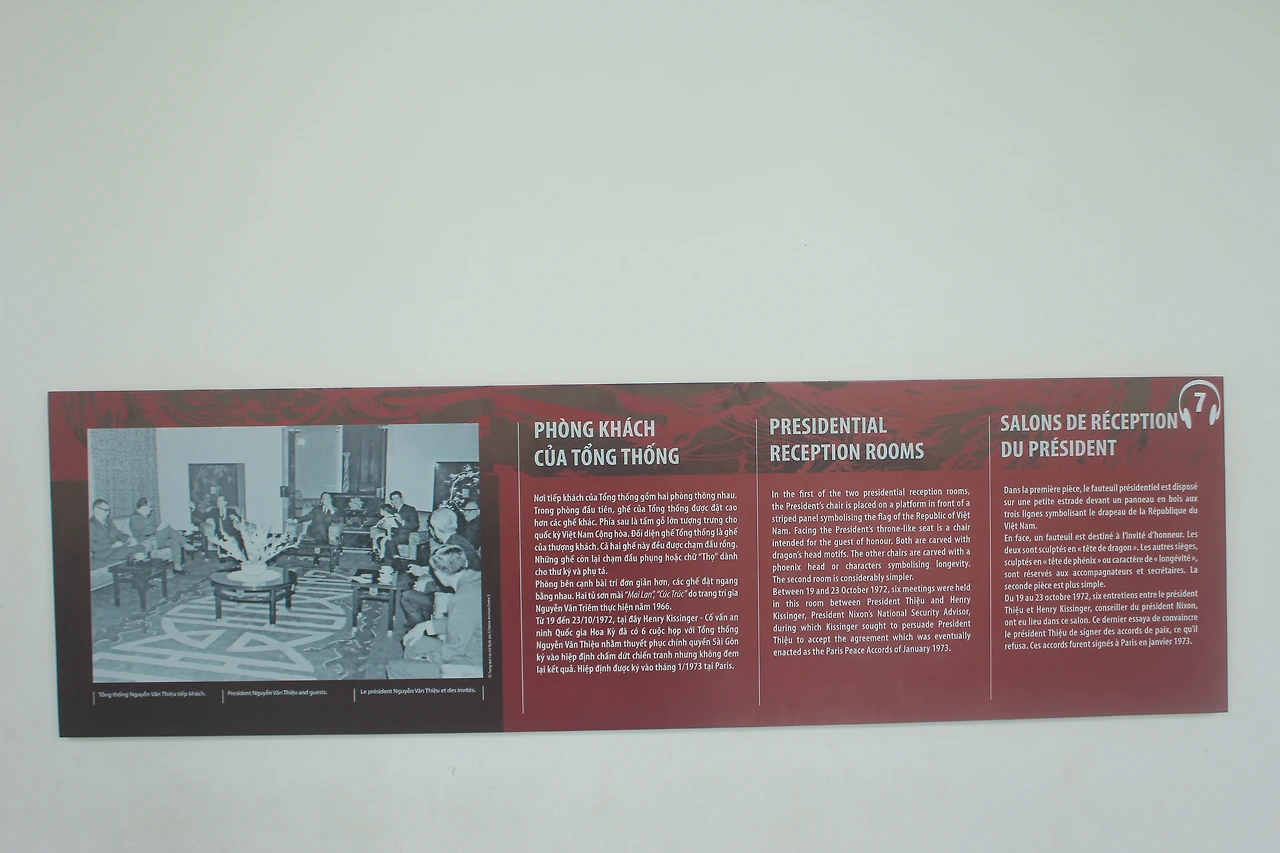 PHÒNG KHÁCH
CỦA TỔNG THỐNG
Nơi tiếp khách của Tổng thống gồm hai phòng thông nhau.
Trong phòng đầu tiên, ghế của Tổng thống được đặt cao
hơn các ghế khác. Phía sau là tấm gỗ lớn tượng trưng cho
quốc kỳ Việt Nam Cộng hòa. Đối diện ghế Tổng thống là ghế
của thượng khách. Cả hai ghế này đều được chạm đầu rồng.
Những ghế còn lại chạm đầu phụng hoặc chữ “Thọ” dành
cho thư ký và phụ tá.
Phòng bên cạnh bài trí đơn giản hơn, các ghế đặt ngang
bằng nhau. Hai tủ sơn mài “Mai Lan”, “Cúc Trúc” do trang trí gia
Nguyễn Văn Triêm thực hiện năm 1966.
Từ 19 đến 23/10/1972, tại đây Henry Kissinger - Cố vấn an
ninh Quốc gia Hoa Kỳ đã có 6 cuộc họp với Tổng thống
Nguyễn Văn Thiệu nhằm thuyết phục chính quyền Sài Gòn
ký vào hiệp định chấm dứt chiến tranh nhưng không đem
lại kết quả. Hiệp định được ký vào tháng 1/1973 tại Paris.
PRESIDENTIAL
RECEPTION ROOMS
In the first of the two presidential reception rooms,
the President’s chair is placed on a platform in front of a
striped panel symbolising the flag of the Republic of Việt
Nam. Facing the President’s throne-like seat is a chair
intended for the guest of honour. Both are carved with
dragon’s head motifs. The other chairs are carved with a
phoenix head or characters symbolising longevity.
The second room is considerably simpler.
Between 19 and 23 October 1972, six meetings were held
in this room between President Thiệu and Henry
Kissinger, President Nixon’s National Security Advisor,
during which Kissinger sought to persuade President
Thiệu to accept the agreement which was eventually
enacted as the Paris Peace Accords of January 1973.
7
SALONS DE RÉCEPTION
DU PRÉSIDENT
Dans la première pièce, le fauteuil présidentiel est disposé
sur une petite estrade devant un panneau en bois aux
trois lignes symbolisant le drapeau de la République du
Việt Nam.
En face, un fauteuil est destiné à l’invité d’honneur. Les
deux sont sculptés en « tête de dragon ». Les autres sièges,
sculptés en « tête de phénix » ou caractère de « longévité »,
sont réservés aux accompagnateurs et secrétaires. La
seconde pièce est plus simple.
Du 19 au 23 octobre 1972, six entretiens entre le président
Thiệu et Henry Kissinger, conseiller du président Nixon,
ont eu lieu dans ce salon. Ce dernier essaya de convaincre
le président Thiệu de signer des accords de paix, ce qu’il
refusa. Ces accords furent signés à Paris en janvier 1973.
Tổng thống Nguyễn Văn Thiệu tiếp khách.
President Nguyễn Văn Thiệu and guests.
Le président Nguyễn Văn Thiệu et des invités.